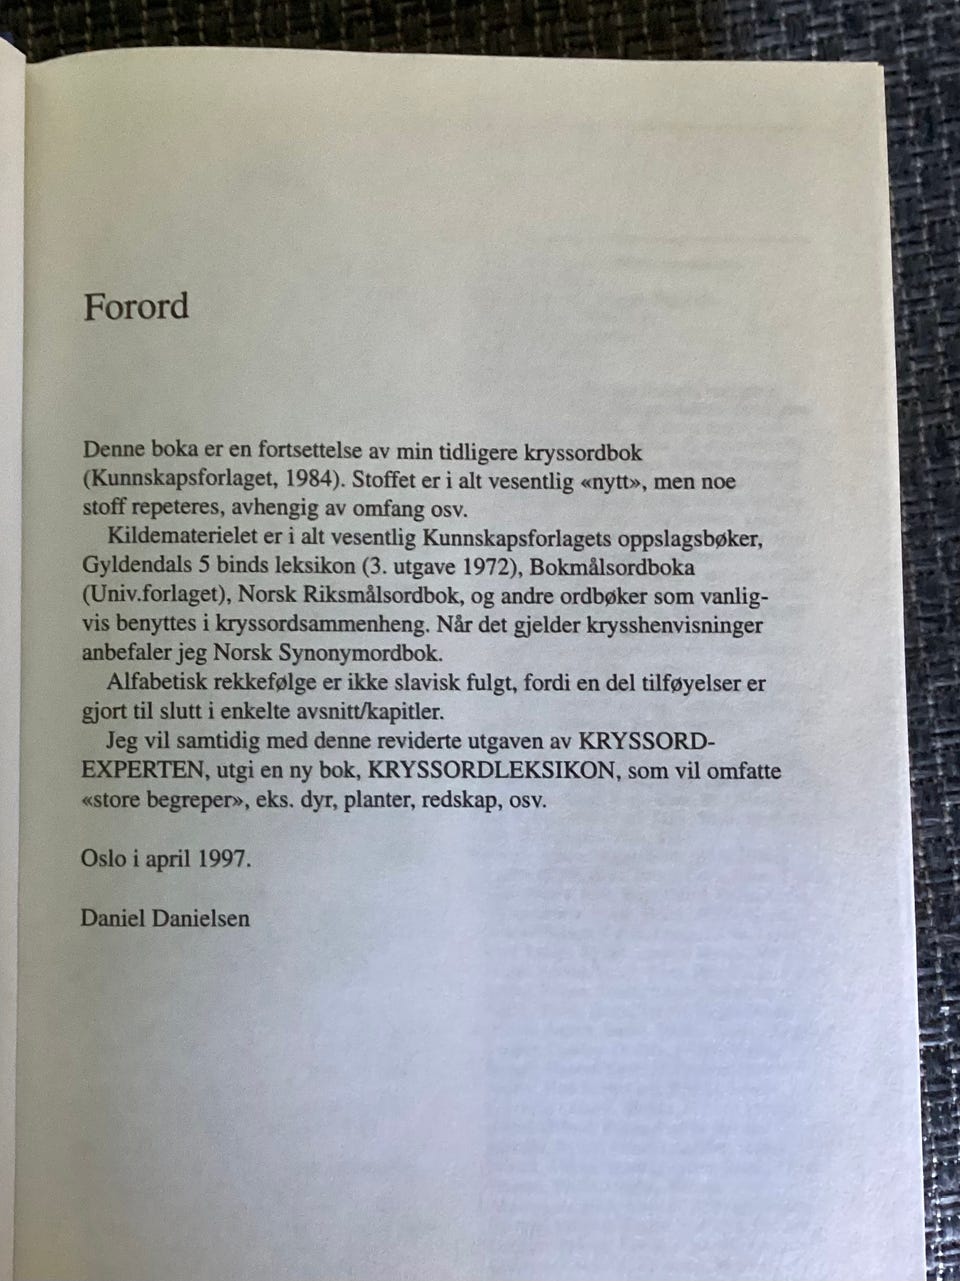 Forord
Denne boka er en fortsettelse av min tidligere kryssordbok
(Kunnskapsforlaget, 1984). Stoffet er i alt vesentlig «nytt», men noe
stoff repeteres, avhengig av omfang osv.
Kildematerielet er i alt vesentlig Kunnskapsforlagets oppslagsbøker,
Gyldendals 5 binds leksikon (3. utgave 1972), Bokmålsordboka
(Univ.forlaget), Norsk Riksmålsordbok, og andre ordbøker som vanlig-
vis benyttes i kryssordsammenheng. Når det gjelder krysshenvisninger
anbefaler jeg Norsk Synonymordbok.
Alfabetisk rekkefølge er ikke slavisk fulgt, fordi en del tilføyelser er
gjort til slutt i enkelte avsnitt/kapitler.
Jeg vil samtidig med denne reviderte utgaven av KRYSSORD-
EXPERTEN, utgi en ny bok, KRYSSORDLEKSIKON, som vil omfatte
«store begreper», eks. dyr, planter, redskap, osv.
Oslo i april 1997.
Daniel Danielsen